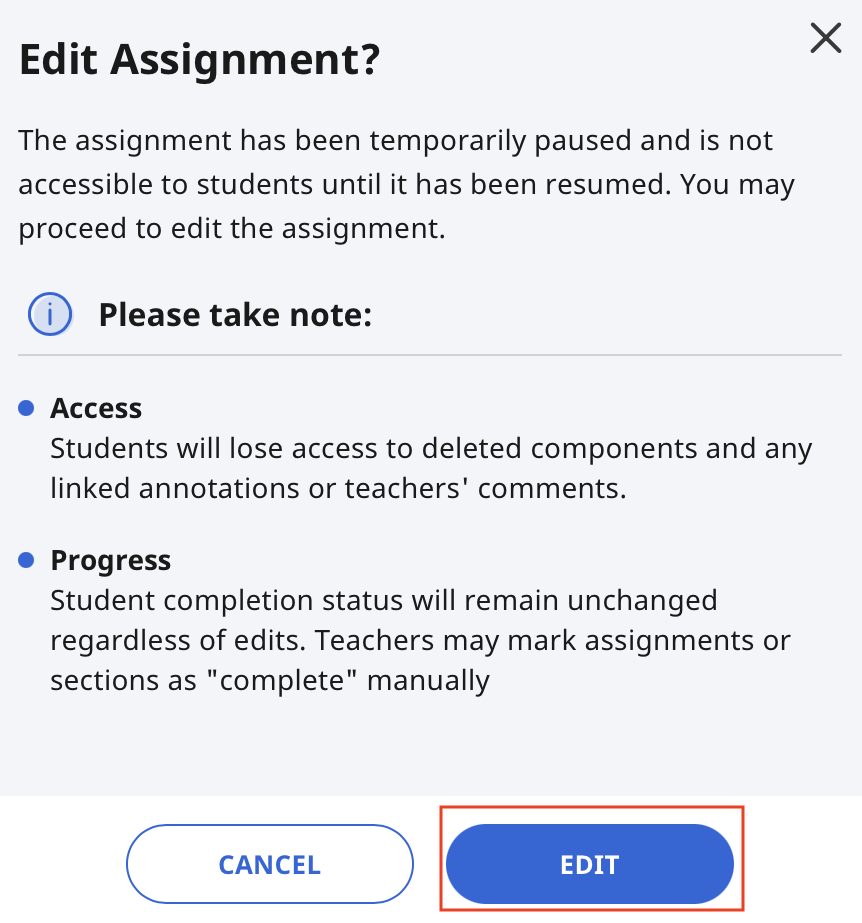 Edit Assignment?
The assignment has been temporarily paused and is not
accessible to students until it has been resumed. You may
proceed to edit the assignment.
i
Please take note:
Access
Students will lose access to deleted components and any
linked annotations or teachers' comments.
Progress
Student completion status will remain unchanged
regardless of edits. Teachers may mark assignments or
sections as "complete" manually
CANCEL
EDIT